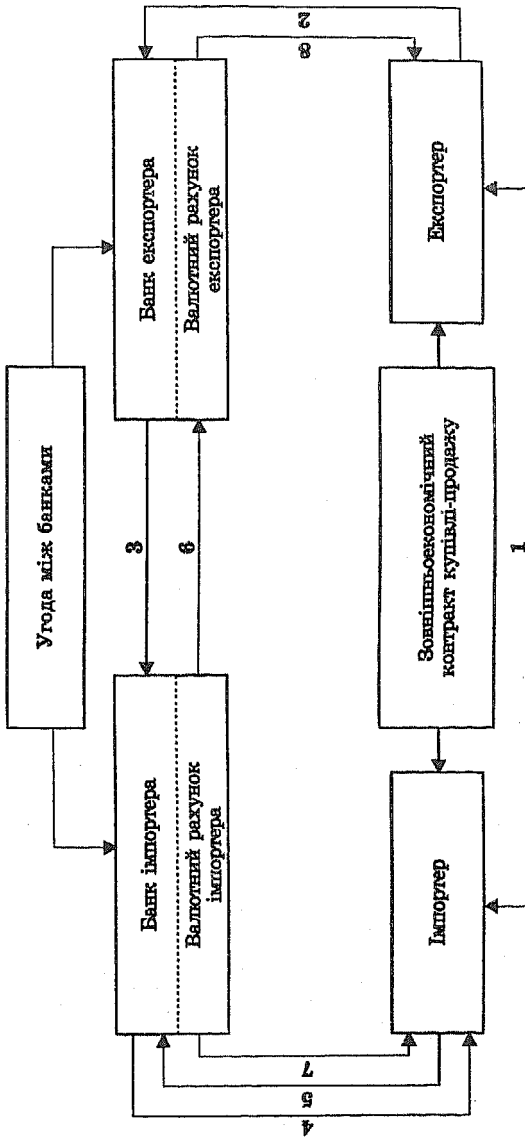 Угода між банками
Банк імпортера
Валютний рахунок
імпортера
3
6
Банк експортера
Валютний рахунок
експортера
4
5
7
2
8
Імпортер
Зовнішньоекономічний
контракт купівлі-продажу
Експортер
1